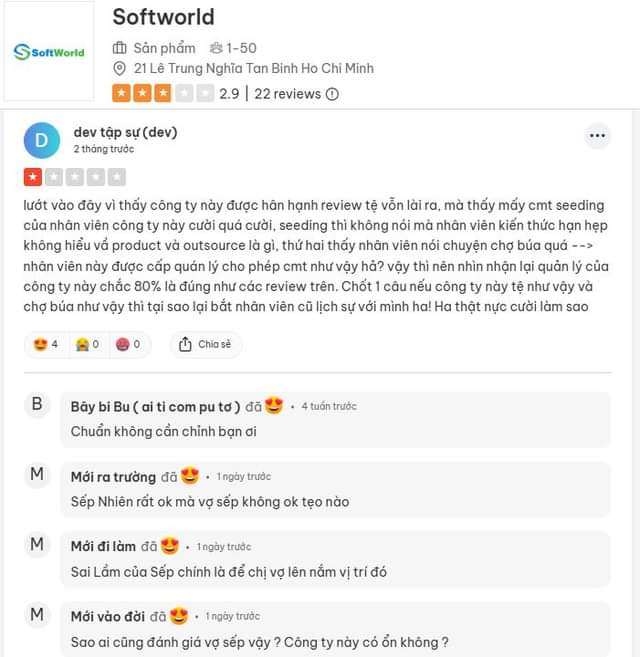 Softworld
SoftWorld
Sản phẩm 1-50
21 Lê Trung Nghĩa Tan Binh Ho Chi Minh
2.9 | 22 reviews
D
dev tập sự (dev)
2 tháng trước
lướt vào đây vì thấy công ty này được hân hạnh review tệ vỗn lài ra, mà thấy mấy cmt seeding
của nhân viên công ty này cười quá cười, seeding thì không nói mà nhân viên kiến thức hạn hẹp
không hiểu vầ product và outsource là gì, thứ hai thấy nhân viên nói chuyện chợ búa quá -->
nhân viên này được cấp quán lý cho phép cmt như vậy hả? vậy thì nên nhìn nhận lại quản lý của
công ty này chắc 80% là đúng như các review trên. Chốt 1 câu nếu công ty này tệ như vậy và
chợ búa như vậy thì tại sao lại bắt nhân viên cũ lịch sự với mình ha! Ha thật nực cười làm sao
4 0 0 Chia sẻ
B
Bây bi Bu ( ai ti com pu tơ ) đã • 4 tuần trước
Chuẩn không cần chỉnh bạn ơi
M
Mới ra trường đã • 1 ngày trước
Sếp Nhiên rất ok mà vợ sếp không ok tẹo nào
M
Mới đi làm đã • 1 ngày trước
Sai Lầm của Sếp chính là để chị vợ lên nắm vị trí đó
M
Mới vào đời đã • 1 ngày trước
Sao ai cũng đánh giá vợ sếp vậy ? Công ty này có ổn không ?